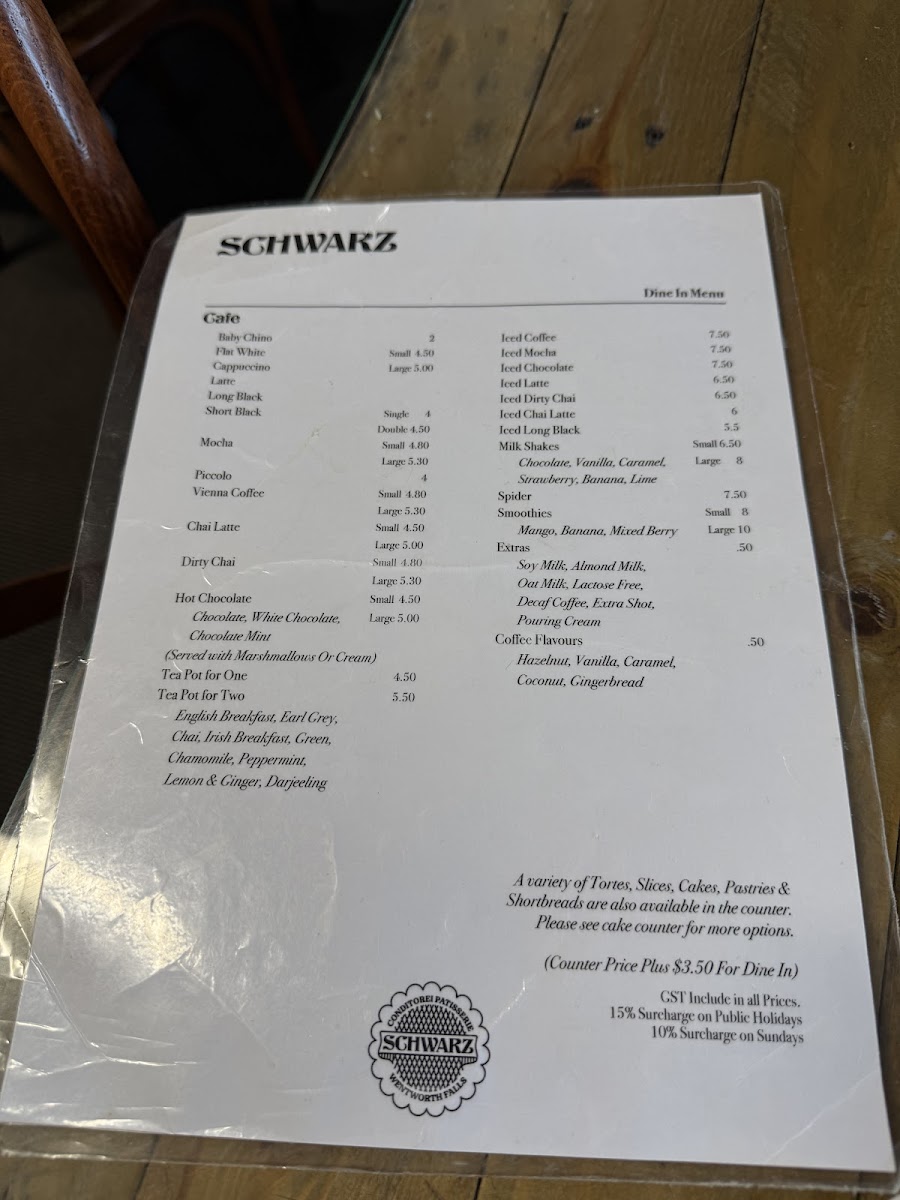 SCHWARZ
Dine In Menu
Cafe
Baby Chino 2
Flat White Small 4.50
Cappuccino Large 5.00
Latte
Long Black
Short Black Single 4
Double 4.50
Mocha Small 4.80
Large 5.30
Piccolo 4
Vienna Coffee Small 4.80
Large 5.30
Chai Latte Small 4.50
Large 5.00
Dirty Chai Small 4.80
Large 5.30
Hot Chocolate Small 4.50
Chocolate, White Chocolate, Large 5.00
Chocolate Mint
(Served with Marshmallows Or Cream)
Tea Pot for One 4.50
Tea Pot for Two 5.50
English Breakfast, Earl Grey,
Chai, Irish Breakfast, Green,
Chamomile, Peppermint,
Lemon & Ginger, Darjeeling
Iced Coffee 7.50
Iced Mocha 7.50
Iced Chocolate 7.50
Iced Latte 6.50
Iced Dirty Chai 6.50
Iced Chai Latte 6
Iced Long Black 5.5
Milk Shakes Small 6.50
Chocolate, Vanilla, Caramel, Large 8
Strawberry, Banana, Lime
Spider 7.50
Smoothies Small 8
Mango, Banana, Mixed Berry Large 10
Extras .50
Soy Milk, Almond Milk,
Oat Milk, Lactose Free,
Decaf Coffee, Extra Shot,
Pouring Cream
Coffee Flavours .50
Hazelnut, Vanilla, Caramel,
Coconut, Gingerbread
A variety of Tortes, Slices, Cakes, Pastries &
Shortbreads are also available in the counter.
Please see cake counter for more options.
(Counter Price Plus $3.50 For Dine In)
GST Include in all Prices.
15% Surcharge on Public Holidays
10% Surcharge on Sundays
CONDITOREI PATISSERIE
SCHWARZ
WENTWORTH FALLS